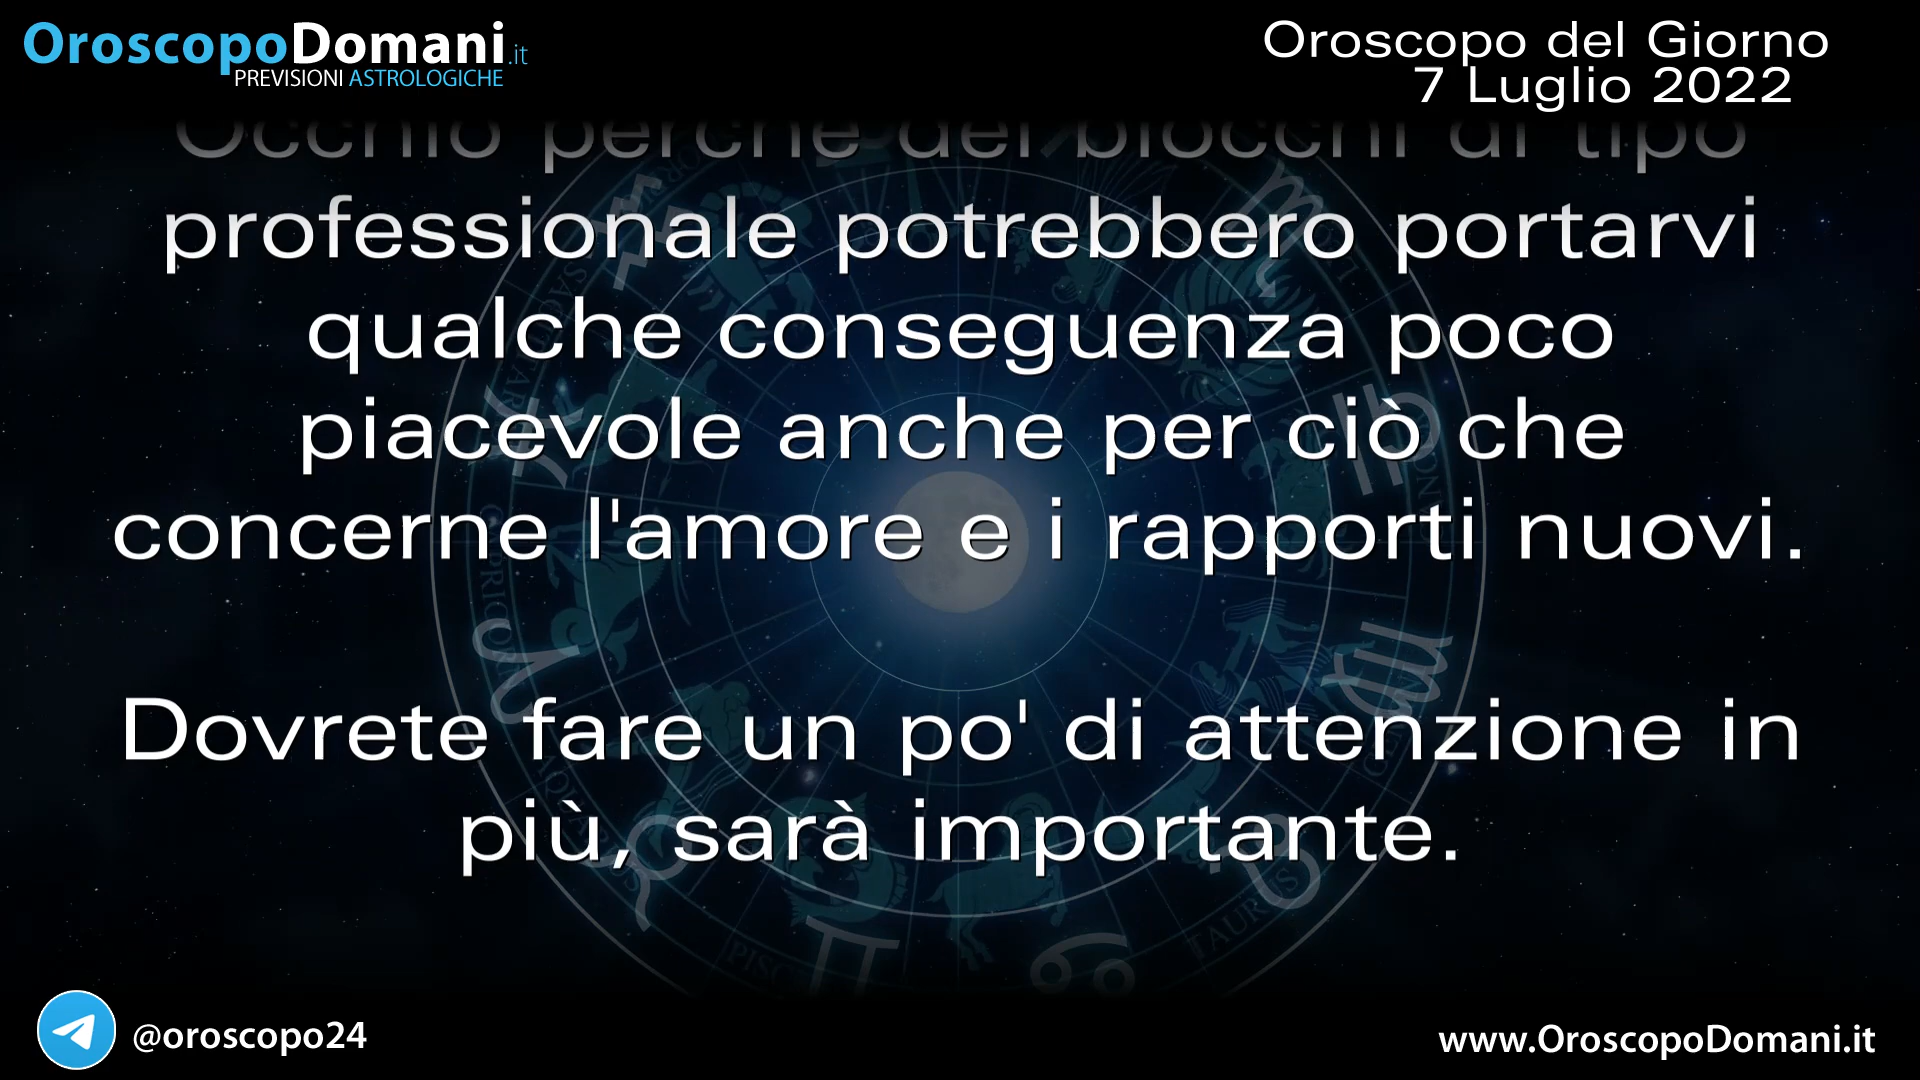 OroscopoDomani.it
PREVISIONI ASTROLOGICHE
Oroscopo del Giorno
7 Luglio 2022
Occhio perché dei blocchi di tipo
professionale potrebbero portarvi
qualche conseguenza poco
piacevole anche per ciò che
concerne l'amore e i rapporti nuovi.
Dovrete fare un po' di attenzione in
più, sarà importante.
@oroscopo24
www.OroscopoDomani.it